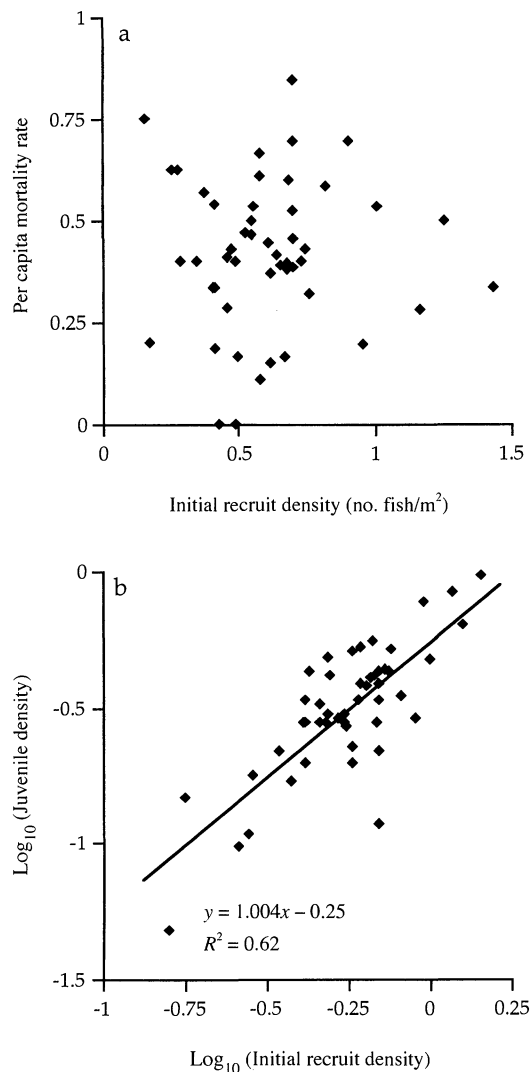 a
1
0.75
0.5
0.25
0
Per capita mortality rate
0 0.5 1 1.5
Initial recruit density (no. fish/m²)
b
0
-0.5
-1
-1.5
Log₁₀ (Juvenile density)
y = 1.004x – 0.25
R² = 0.62
-1 -0.75 -0.5 -0.25 0 0.25
Log₁₀ (Initial recruit density)